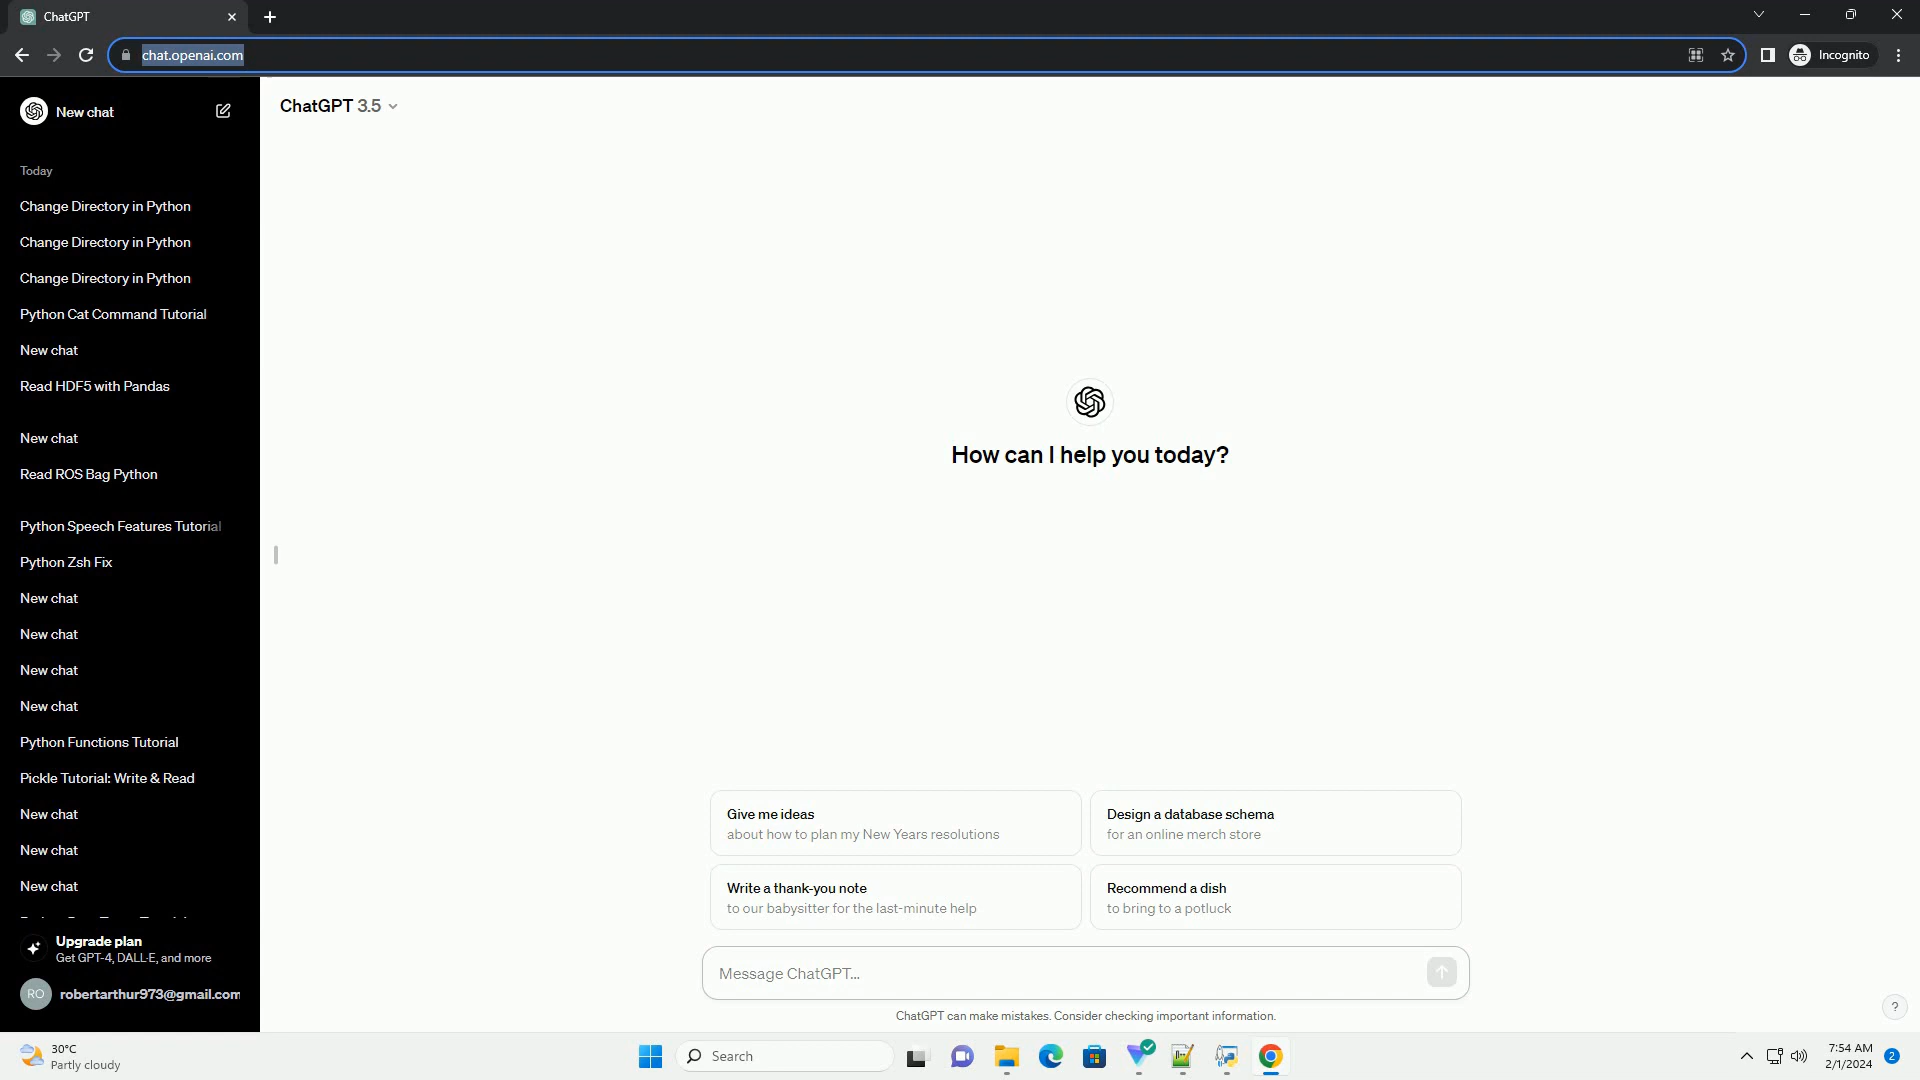 ChatGPT
chat.openai.com
Incognito
New chat
ChatGPT 3.5
Today
Change Directory in Python
Change Directory in Python
Change Directory in Python
Python Cat Command Tutorial
New chat
Read HDF5 with Pandas
New chat
Read ROS Bag Python
Python Speech Features Tutorial
Python Zsh Fix
New chat
New chat
New chat
New chat
Python Functions Tutorial
Pickle Tutorial: Write & Read
New chat
New chat
New chat
Upgrade plan
Get GPT-4, DALL·E, and more
RO
robertarthur973@gmail.com
How can I help you today?
Give me ideas
about how to plan my New Years resolutions
Design a database schema
for an online merch store
Write a thank-you note
to our babysitter for the last-minute help
Recommend a dish
to bring to a potluck
Message ChatGPT...
ChatGPT can make mistakes. Consider checking important information.
?
30°C
Partly cloudy
Search
7:54 AM
2/1/2024
2